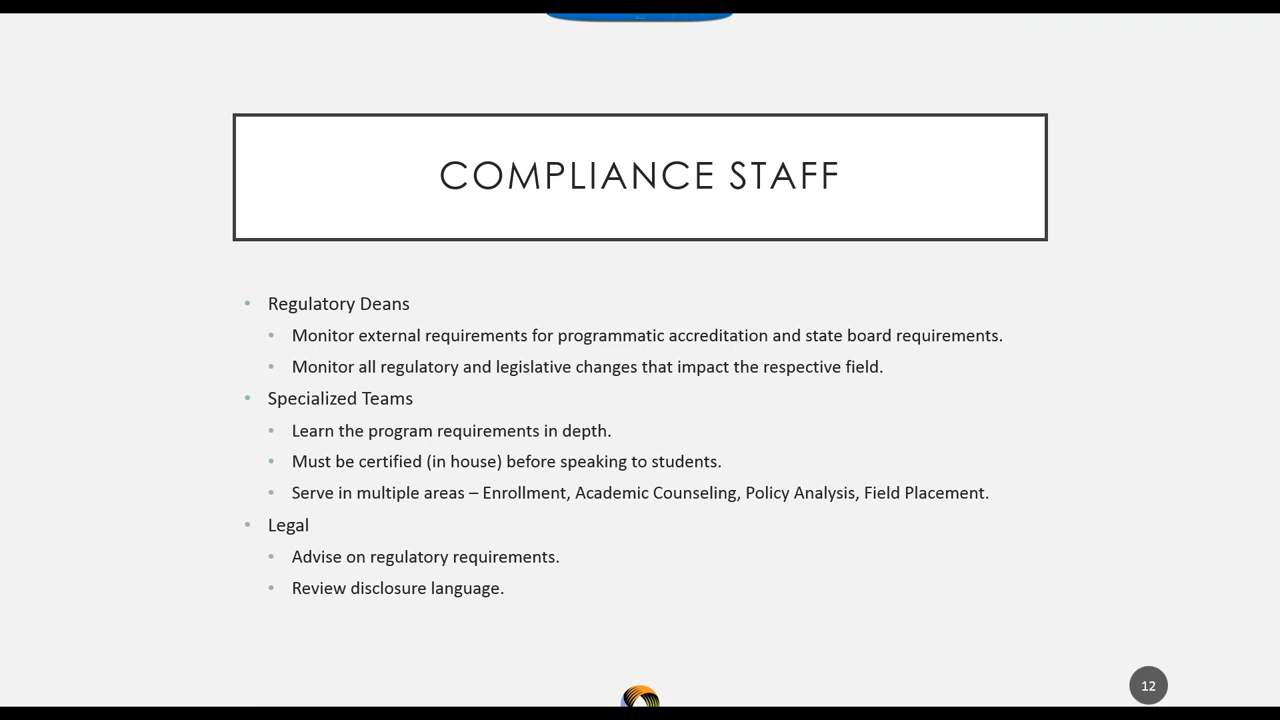 COMPLIANCE STAFF
• Regulatory Deans
• Monitor external requirements for programmatic accreditation and state board requirements.
• Monitor all regulatory and legislative changes that impact the respective field.
• Specialized Teams
• Learn the program requirements in depth.
• Must be certified (in house) before speaking to students.
• Serve in multiple areas – Enrollment, Academic Counseling, Policy Analysis, Field Placement.
• Legal
• Advise on regulatory requirements.
• Review disclosure language.
12